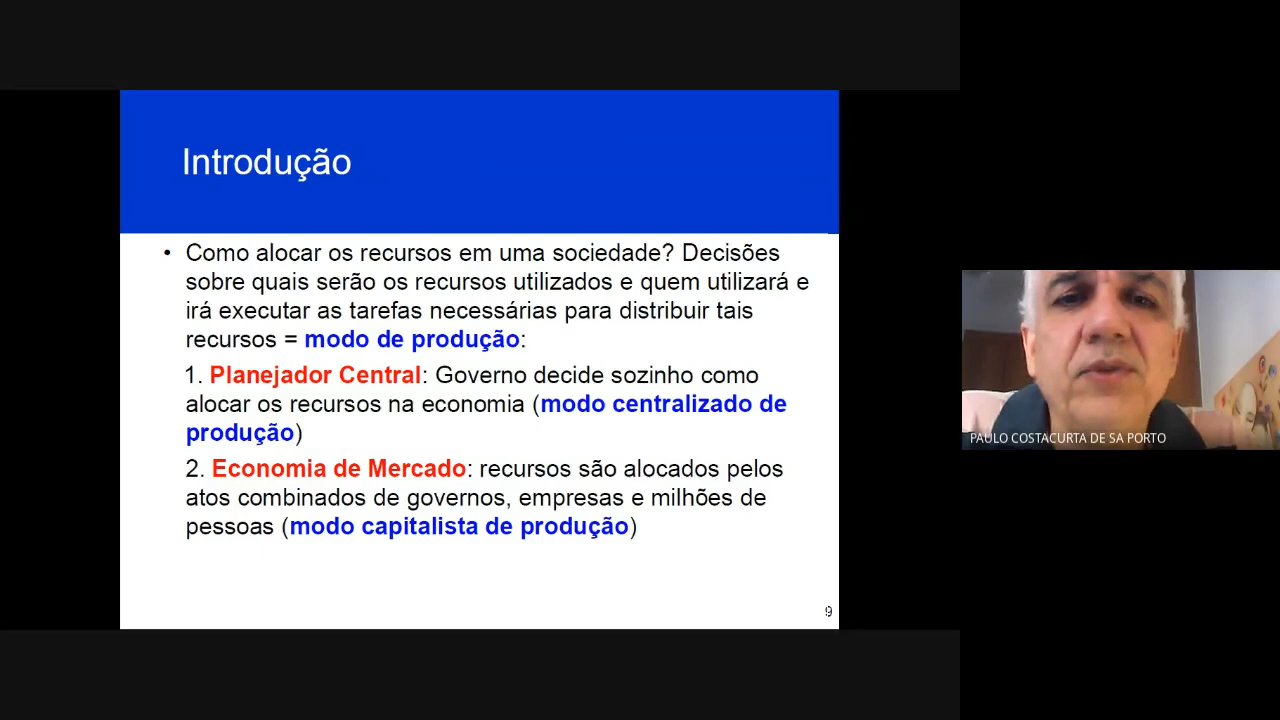 Introdução
• Como alocar os recursos em uma sociedade? Decisões
sobre quais serão os recursos utilizados e quem utilizará e
irá executar as tarefas necessárias para distribuir tais
recursos = modo de produção:
1. Planejador Central: Governo decide sozinho como
alocar os recursos na economia (modo centralizado de
produção)
2. Economia de Mercado: recursos são alocados pelos
atos combinados de governos, empresas e milhões de
pessoas (modo capitalista de produção)
9
PAULO COSTACURTA DE SA PORTO